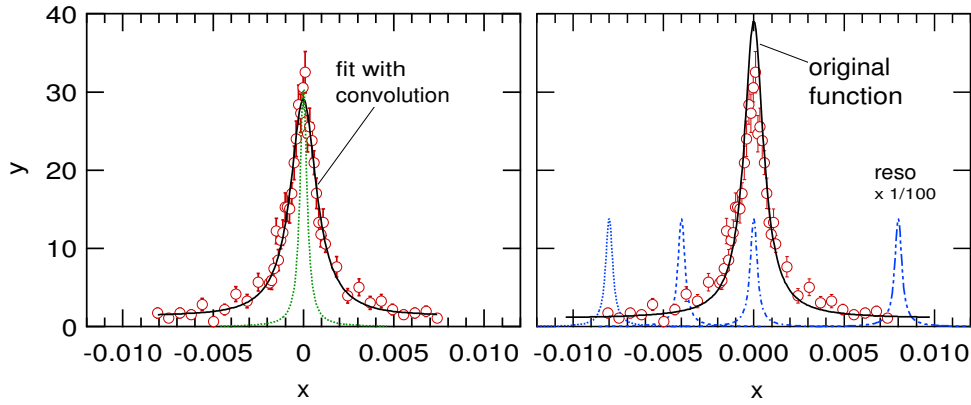 40
30
20
10
0
y
fit with
convolution
-0.010
-0.005
0
0.005
0.010
x
original
function
reso
x 1/100
-0.010
-0.005
0.000
0.005
0.010
x